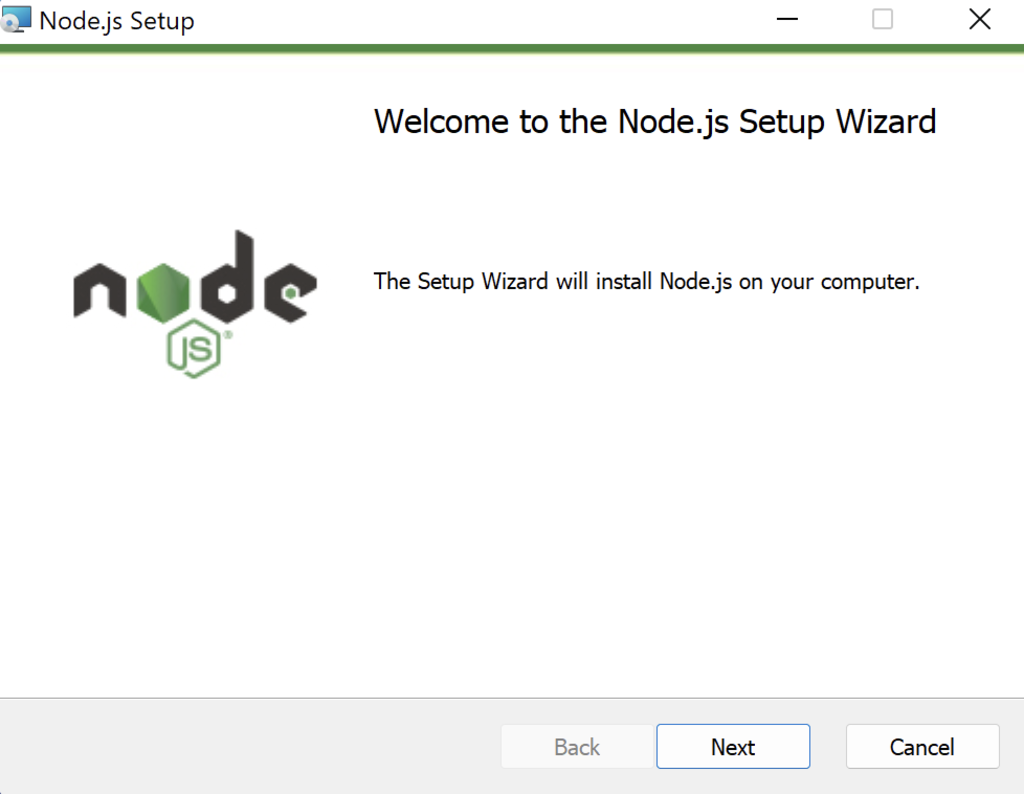 Node.js Setup
Welcome to the Node.js Setup Wizard
The Setup Wizard will install Node.js on your computer.
node
JS®
Back
Next
Cancel